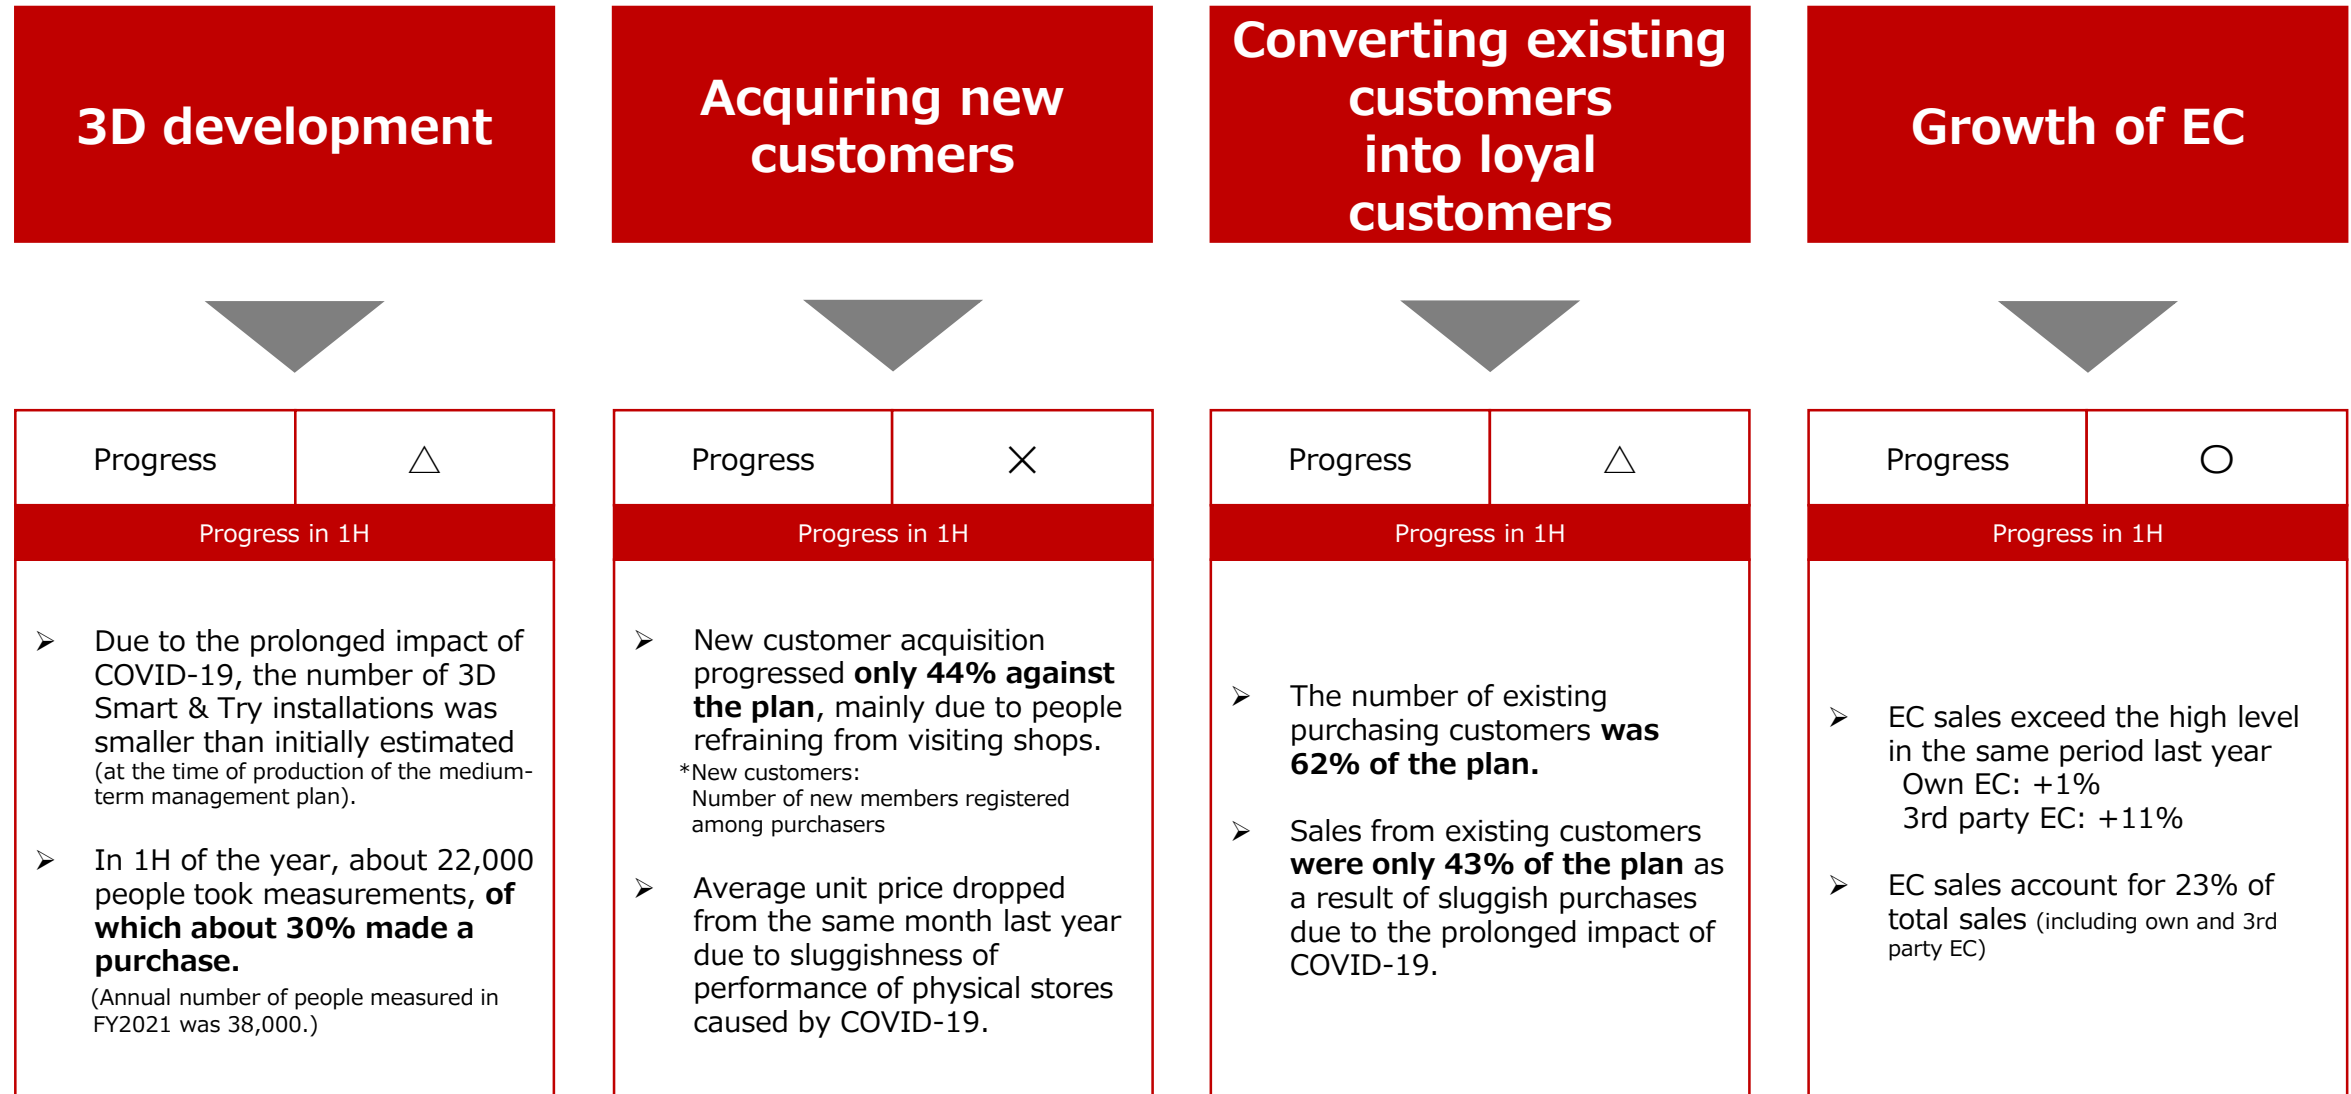 3D development
Acquiring new
customers
Converting existing
customers
into loyal
customers
Growth of EC
Progress
△
Progress in 1H
➢ Due to the prolonged impact of
COVID-19, the number of 3D
Smart & Try installations was
smaller than initially estimated
(at the time of production of the medium-
term management plan).
➢ In 1H of the year, about 22,000
people took measurements, of
which about 30% made a
purchase.
(Annual number of people measured in
FY2021 was 38,000.)
Progress
×
Progress in 1H
➢ New customer acquisition
progressed only 44% against
the plan, mainly due to people
refraining from visiting shops.
*New customers:
Number of new members registered
among purchasers
➢ Average unit price dropped
from the same month last year
due to sluggishness of
performance of physical stores
caused by COVID-19.
Progress
△
Progress in 1H
➢ The number of existing
purchasing customers was
62% of the plan.
➢ Sales from existing customers
were only 43% of the plan as
a result of sluggish purchases
due to the prolonged impact of
COVID-19.
Progress
○
Progress in 1H
➢ EC sales exceed the high level
in the same period last year
Own EC: +1%
3rd party EC: +11%
➢ EC sales account for 23% of
total sales (including own and 3rd
party EC)